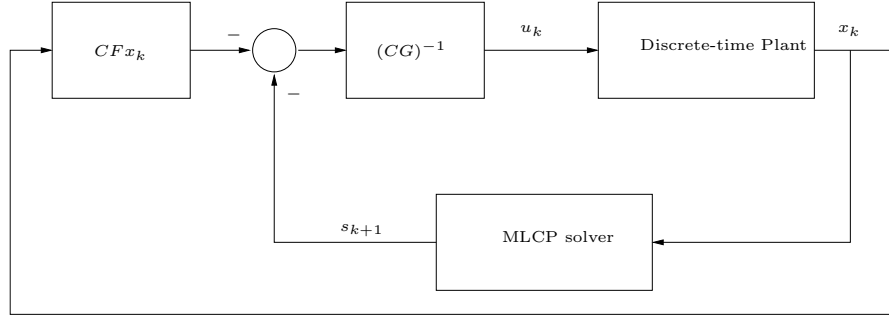 −
CFx_k
(CG)^{-1}
u_k
Discrete-time Plant
x_k
−
s_{k+1}
MLCP solver